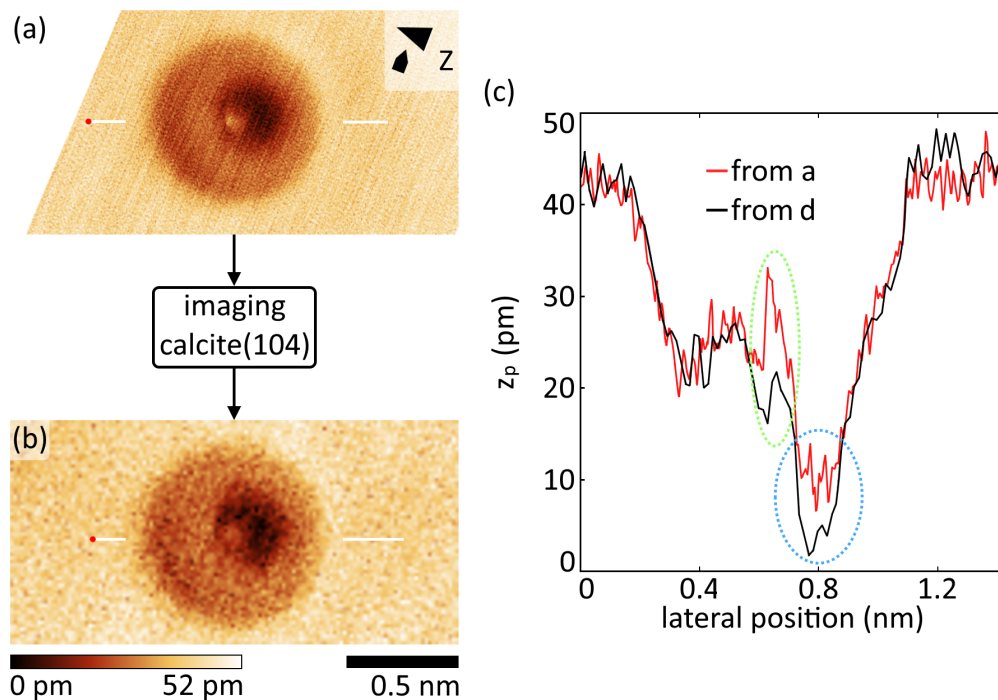 (a)
Z
imaging
calcite(104)
(b)
0 pm
52 pm
0.5 nm
(c)
50
40
30
20
10
0
z_p (pm)
from a
from d
0
0.4
0.8
1.2
lateral position (nm)